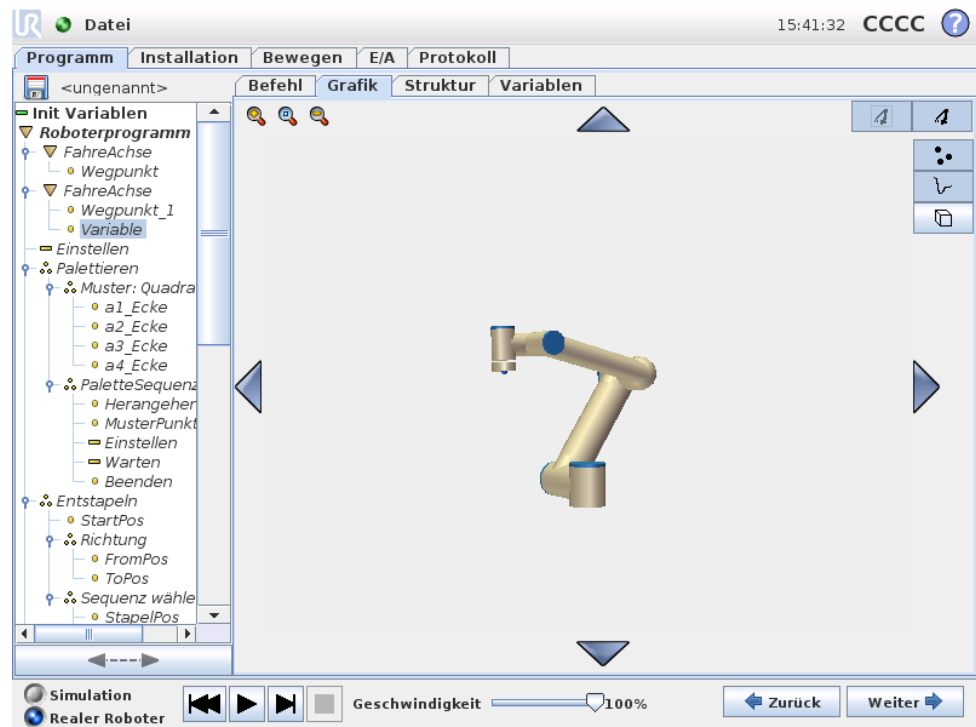 UR Datei 15:41:32 CCCC ?
Programm Installation Bewegen E/A Protokoll
<ungenannt>
Befehl Grafik Struktur Variablen
Init Variablen
Roboterprogramm
FahreAchse
Wegpunkt
FahreAchse
Wegpunkt_1
Variable
Einstellen
Palettieren
Muster: Quadra
a1_Ecke
a2_Ecke
a3_Ecke
a4_Ecke
PaletteSequenz
Herangehen
MusterPunkt
Einstellen
Warten
Beenden
Entstapeln
StartPos
Richtung
FromPos
ToPos
Sequenz wähle
StapelPos
Simulation
Realer Roboter
Geschwindigkeit 100%
Zurück Weiter